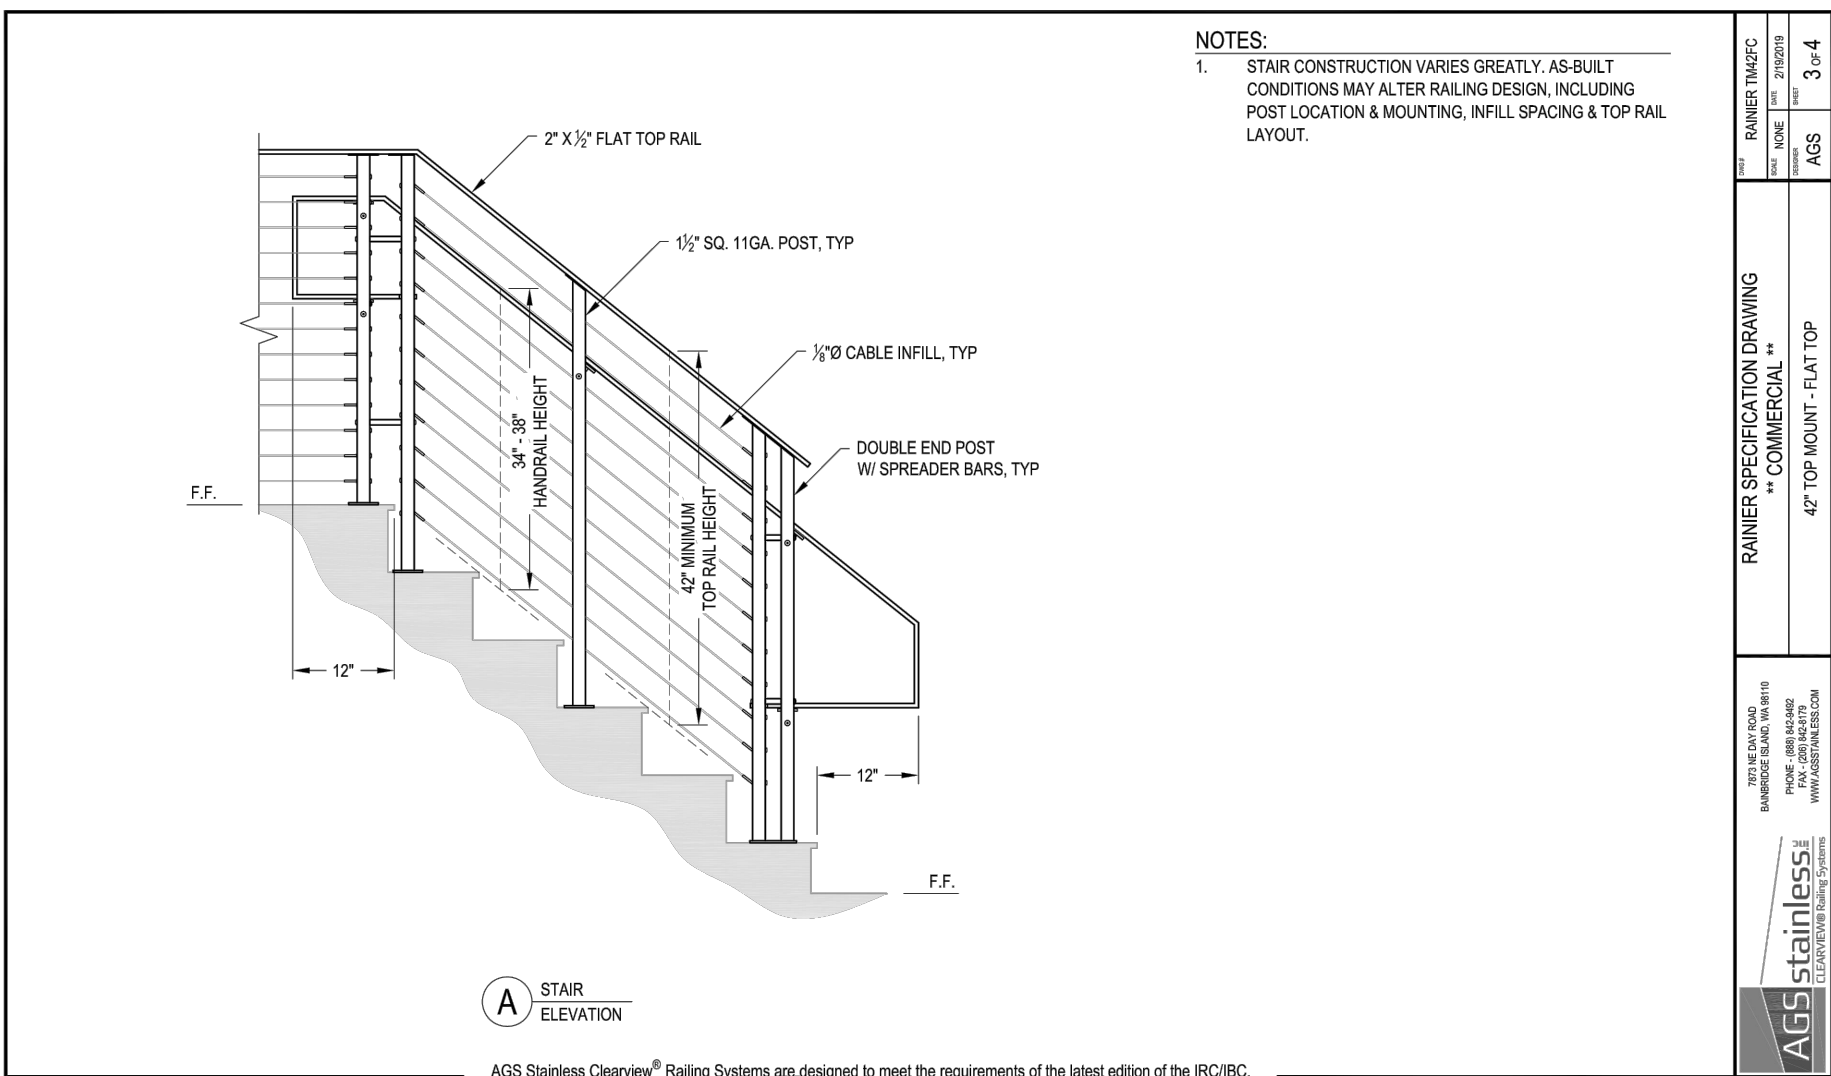 NOTES:
1. STAIR CONSTRUCTION VARIES GREATLY. AS-BUILT
CONDITIONS MAY ALTER RAILING DESIGN, INCLUDING
POST LOCATION & MOUNTING, INFILL SPACING & TOP RAIL
LAYOUT.
2" X ½" FLAT TOP RAIL
1½" SQ. 11GA. POST, TYP
⅛"Ø CABLE INFILL, TYP
DOUBLE END POST
W/ SPREADER BARS, TYP
34" - 38"
HANDRAIL HEIGHT
42" MINIMUM
TOP RAIL HEIGHT
F.F.
12"
12"
F.F.
A
STAIR
ELEVATION
AGS Stainless Clearview® Railing Systems are designed to meet the requirements of the latest edition of the IRC/IBC.
DWG.#
RAINIER TM42FC
SCALE
NONE
DATE
2/19/2019
DESIGNER
AGS
SHEET
3 OF 4
RAINIER SPECIFICATION DRAWING
** COMMERCIAL **
42" TOP MOUNT - FLAT TOP
7873 NE DAY ROAD
BAINBRIDGE ISLAND, WA 98110
PHONE - (888) 842-9492
FAX - (206) 842-8179
WWW.AGSSTAINLESS.COM
AGS stainless
CLEARVIEW® Railing Systems